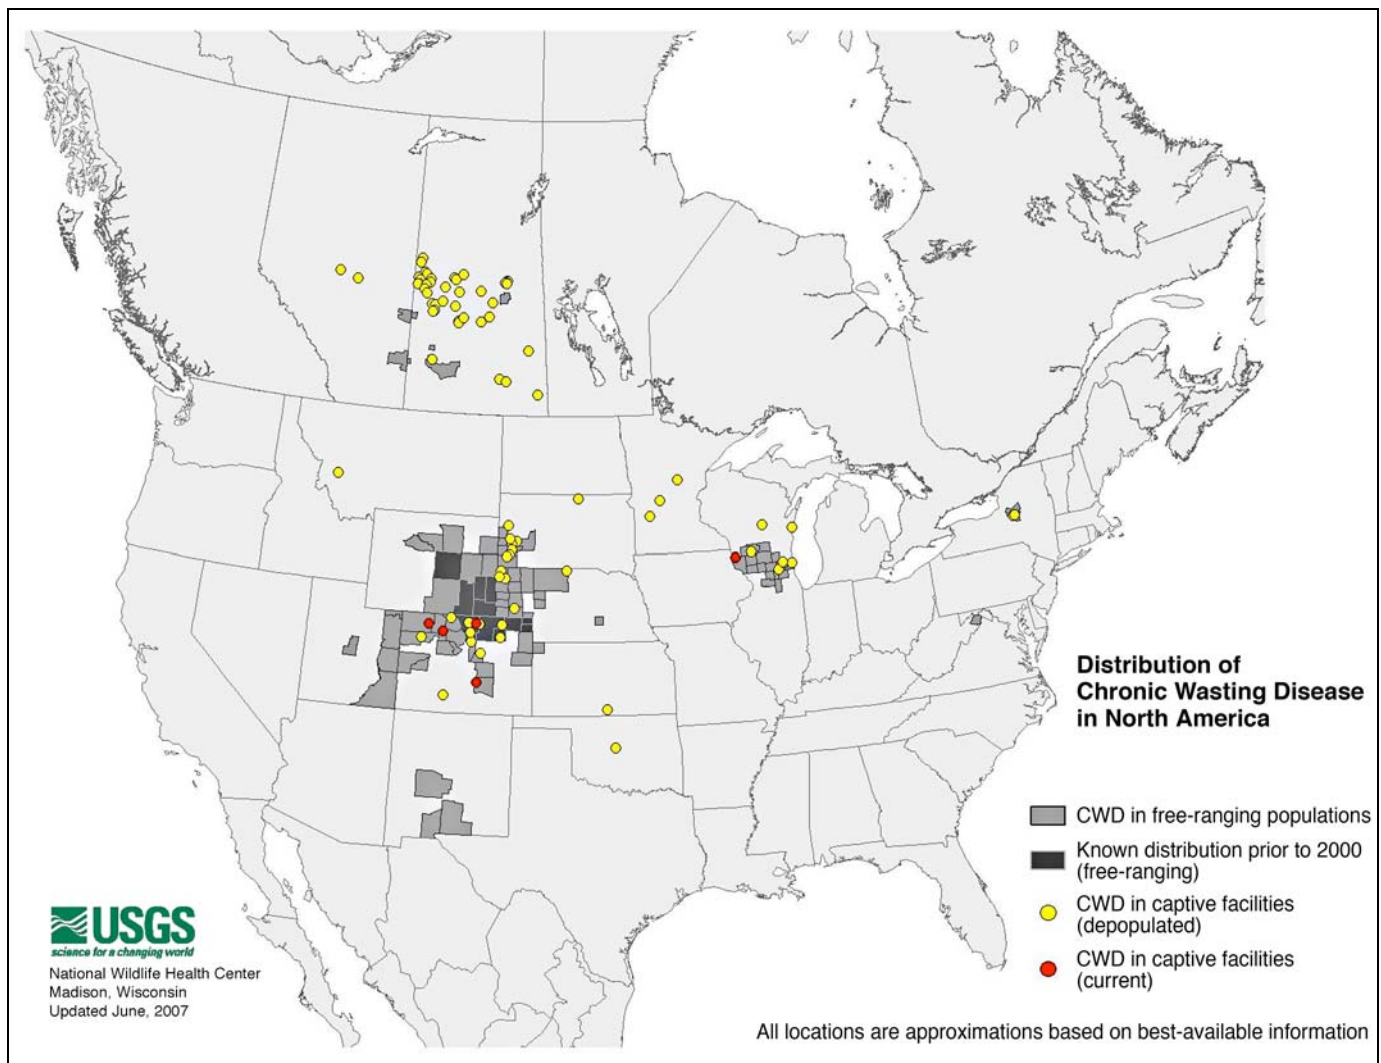 Distribution of
Chronic Wasting Disease
in North America
CWD in free-ranging populations
Known distribution prior to 2000
(free-ranging)
CWD in captive facilities
(depopulated)
CWD in captive facilities
(current)
USGS
science for a changing world
National Wildlife Health Center
Madison, Wisconsin
Updated June, 2007
All locations are approximations based on best-available information